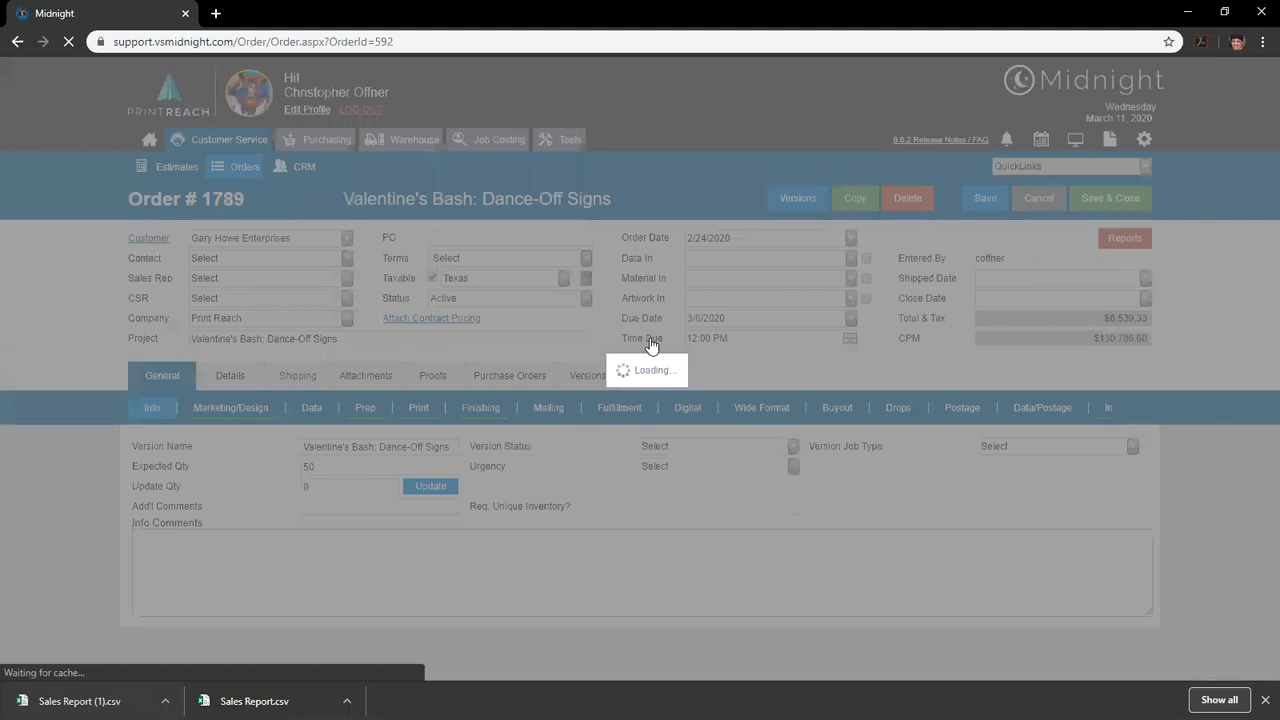 Midnight
support.vsmidnight.com/Order/Order.aspx?OrderId=592
PRINTREACH
Hi!
Christopher Offner
Edit Profile LOG OUT
Midnight
Wednesday
March 11, 2020
Customer Service Purchasing Warehouse Job Costing Tools
6.6.2 Release Notes / FAQ
Estimates Orders CRM QuickLinks
Order # 1789 Valentine's Bash: Dance-Off Signs Versions Copy Delete Save Cancel Save & Close
Customer Gary Howe Enterprises PO Order Date 2/24/2020 Reports
Contact Select Terms Select Data In Entered By coffner
Sales Rep Select Taxable Texas Material In Shipped Date
CSR Select Status Active Artwork In Close Date
Company Print Reach Attach Contract Pricing Due Date 3/6/2020 Total & Tax $6,539.33
Project Valentine's Bash: Dance-Off Signs Time Due 12:00 PM CPM $130,786.60
General Details Shipping Attachments Proofs Purchase Orders Versions
Loading...
Info Marketing/Design Data Prep Print Finishing Mailing Fulfillment Digital Wide Format Buyout Drops Postage Data/Postage In
Version Name Valentine's Bash: Dance-Off Signs Version Status Select Version Job Type Select
Expected Qty 50 Urgency Select
Update Qty 0 Update
Add'l Comments Req. Unique Inventory?
Info Comments
Waiting for cache...
Sales Report (1).csv Sales Report.csv Show all